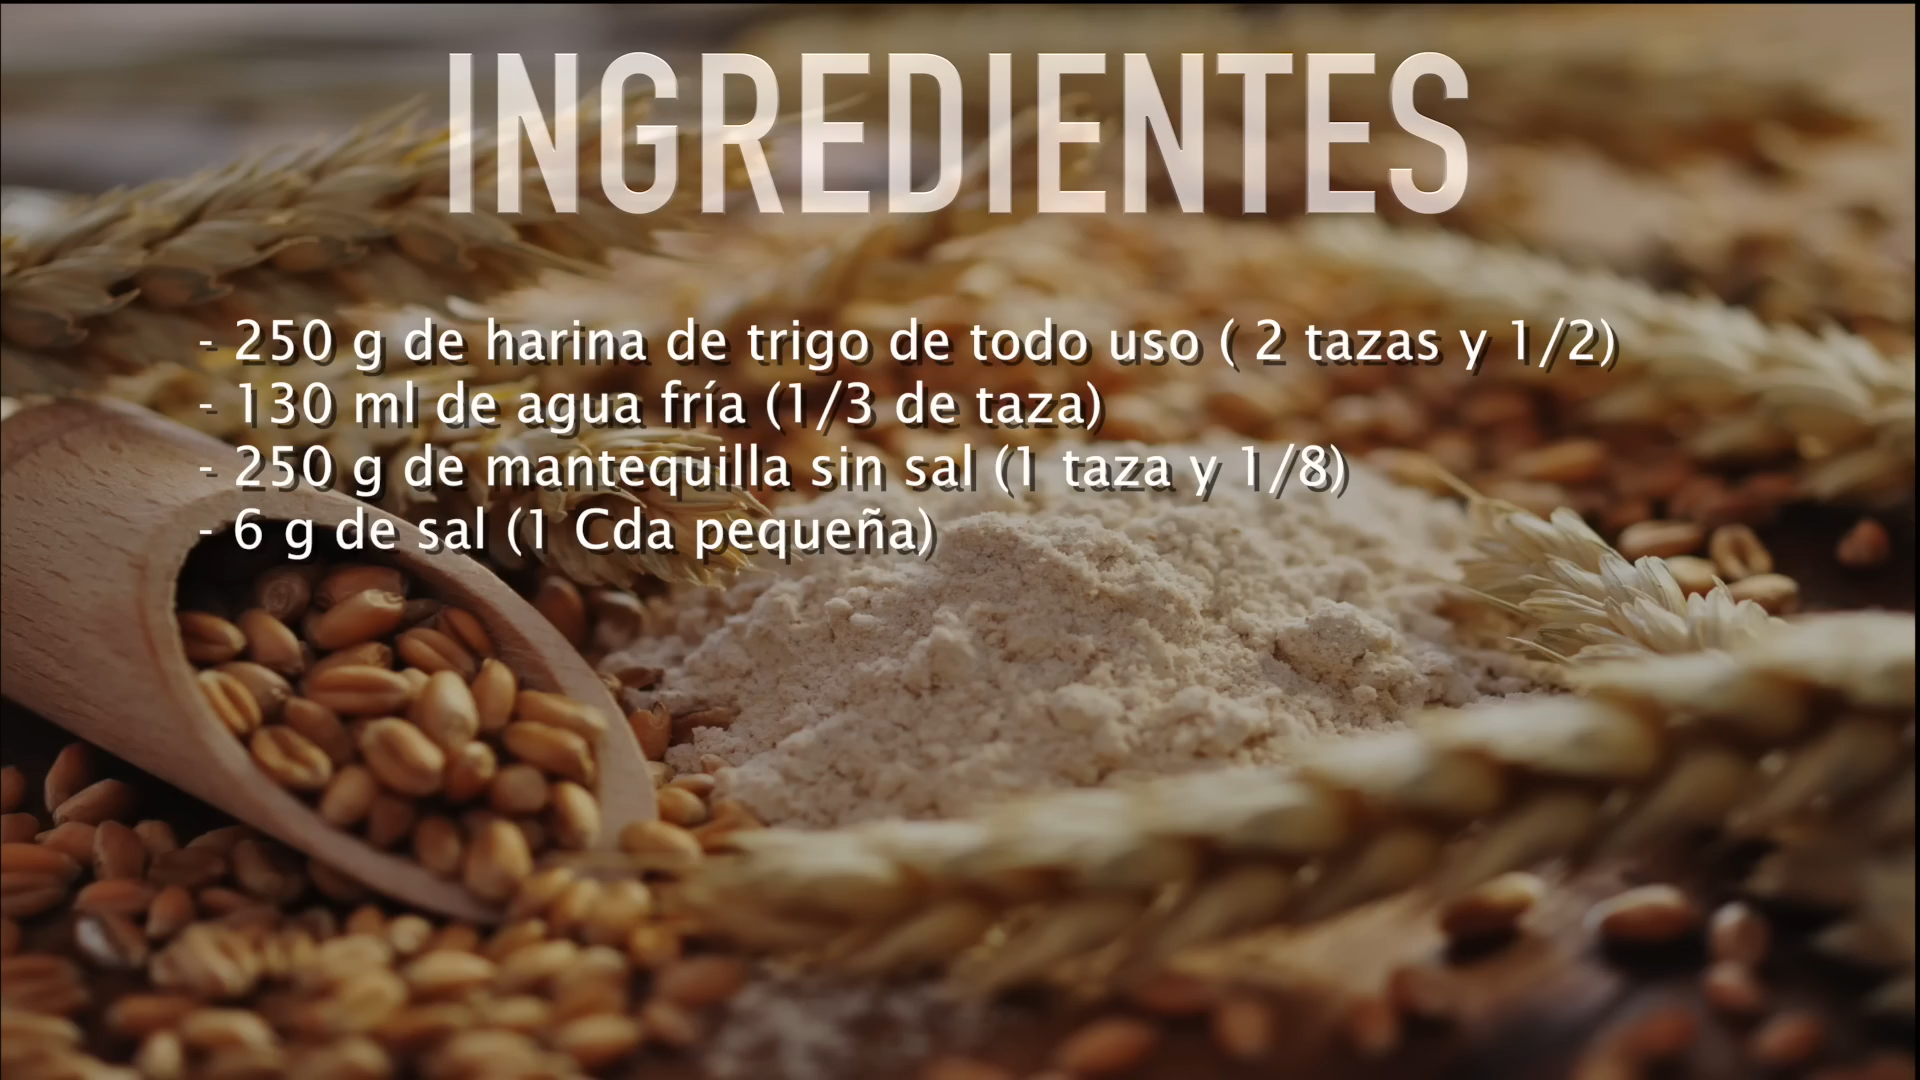 INGREDIENTES
- 250 g de harina de trigo de todo uso ( 2 tazas y 1/2)
- 130 ml de agua fría (1/3 de taza)
- 250 g de mantequilla sin sal (1 taza y 1/8)
- 6 g de sal (1 Cda pequeña)